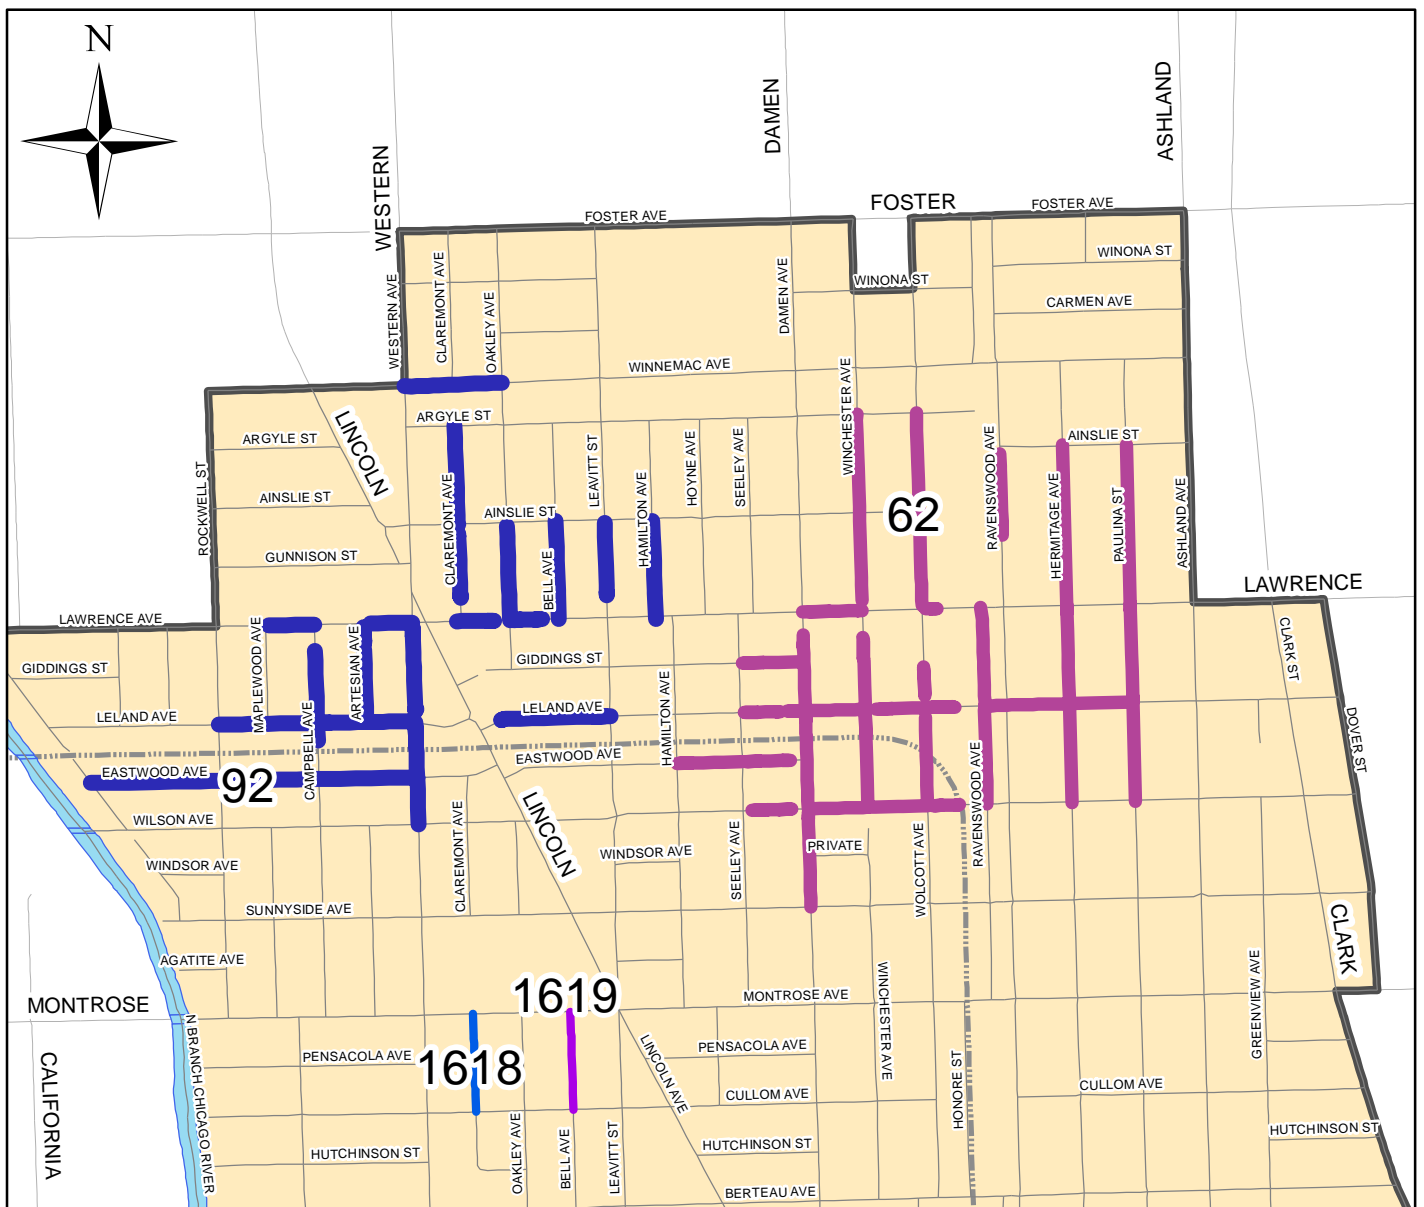 N
WESTERN
DAMEN
ASHLAND
FOSTER
FOSTER AVE
FOSTER AVE
WESTERN AVE
CLAREMONT AVE
OAKLEY AVE
DAMEN AVE
WINONA ST
WINONA ST
CARMEN AVE
WINNEMAC AVE
WINCHESTER AVE
ARGYLE ST
ARGYLE ST
LINCOLN
LEAVITT ST
HOYNE AVE
SEELEY AVE
RAVENSWOOD AVE
AINSLIE ST
ROCKWELL ST
AINSLIE ST
CLAREMONT AVE
AINSLIE ST
HAMILTON AVE
62
HERMITAGE AVE
PAULINA ST
ASHLAND AVE
GUNNISON ST
BELL AVE
LAWRENCE
LAWRENCE AVE
MAPLEWOOD AVE
ARTESIAN AVE
GIDDINGS ST
GIDDINGS ST
CLARK ST
LELAND AVE
CAMPBELL AVE
LELAND AVE
HAMILTON AVE
DOVER ST
EASTWOOD AVE
EASTWOOD AVE
92
RAVENSWOOD AVE
WILSON AVE
LINCOLN
CLAREMONT AVE
WINDSOR AVE
WINDSOR AVE
SEELEY AVE
PRIVATE
WOLCOTT AVE
SUNNYSIDE AVE
CLARK
AGATITE AVE
MONTROSE
1619
MONTROSE AVE
WINCHESTER AVE
GREENVIEW AVE
N BRANCH CHICAGO RIVER
PENSACOLA AVE
1618
LINCOLN AVE
PENSACOLA AVE
CALIFORNIA
CULLOM AVE
CULLOM AVE
HONORE ST
HUTCHINSON ST
OAKLEY AVE
BELL AVE
LEAVITT ST
HUTCHINSON ST
HUTCHINSON ST
BERTEAU AVE